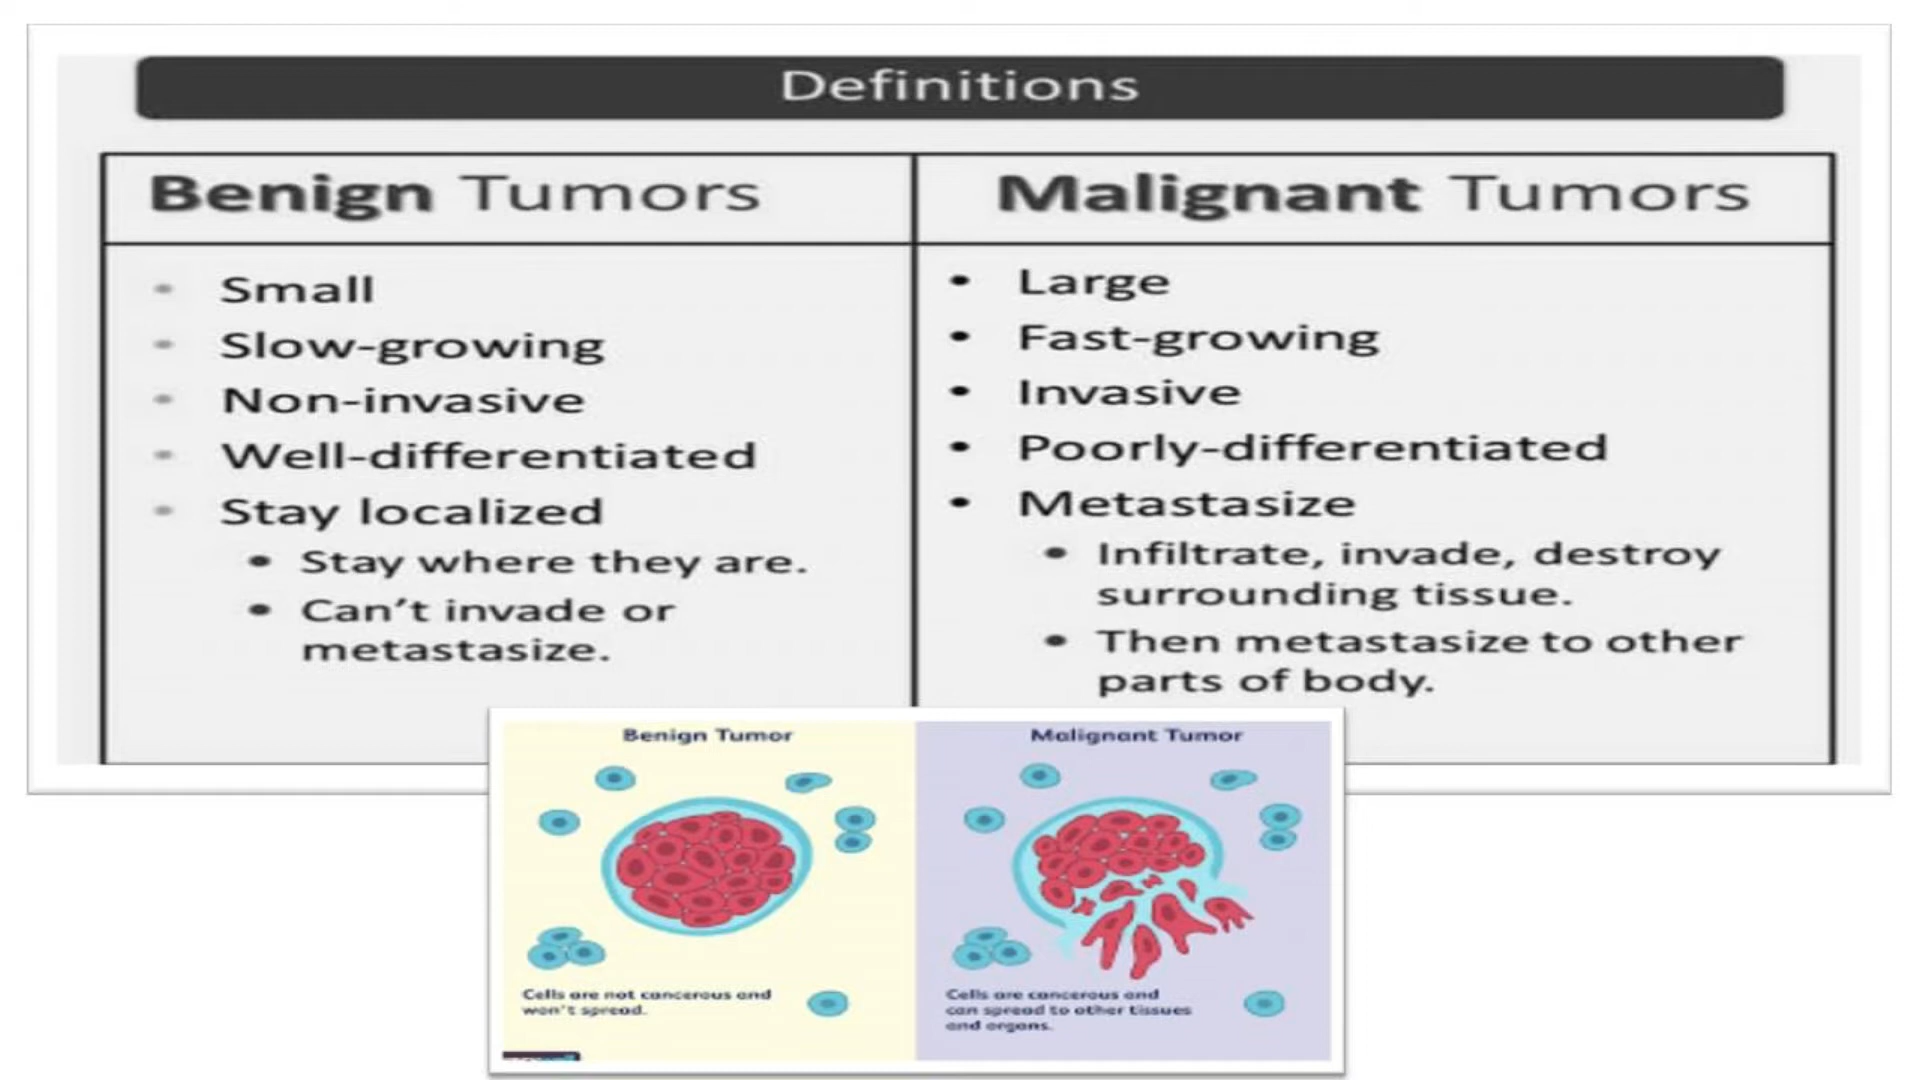 Definitions
Benign Tumors
• Small
• Slow-growing
• Non-invasive
• Well-differentiated
• Stay localized
• Stay where they are.
• Can't invade or
metastasize.
Malignant Tumors
• Large
• Fast-growing
• Invasive
• Poorly-differentiated
• Metastasize
• Infiltrate, invade, destroy
surrounding tissue.
• Then metastasize to other
parts of body.
Benign Tumor
Cells are not cancerous and
won't spread.
Malignant Tumor
Cells are cancerous and
can spread to other tissues
and organs.